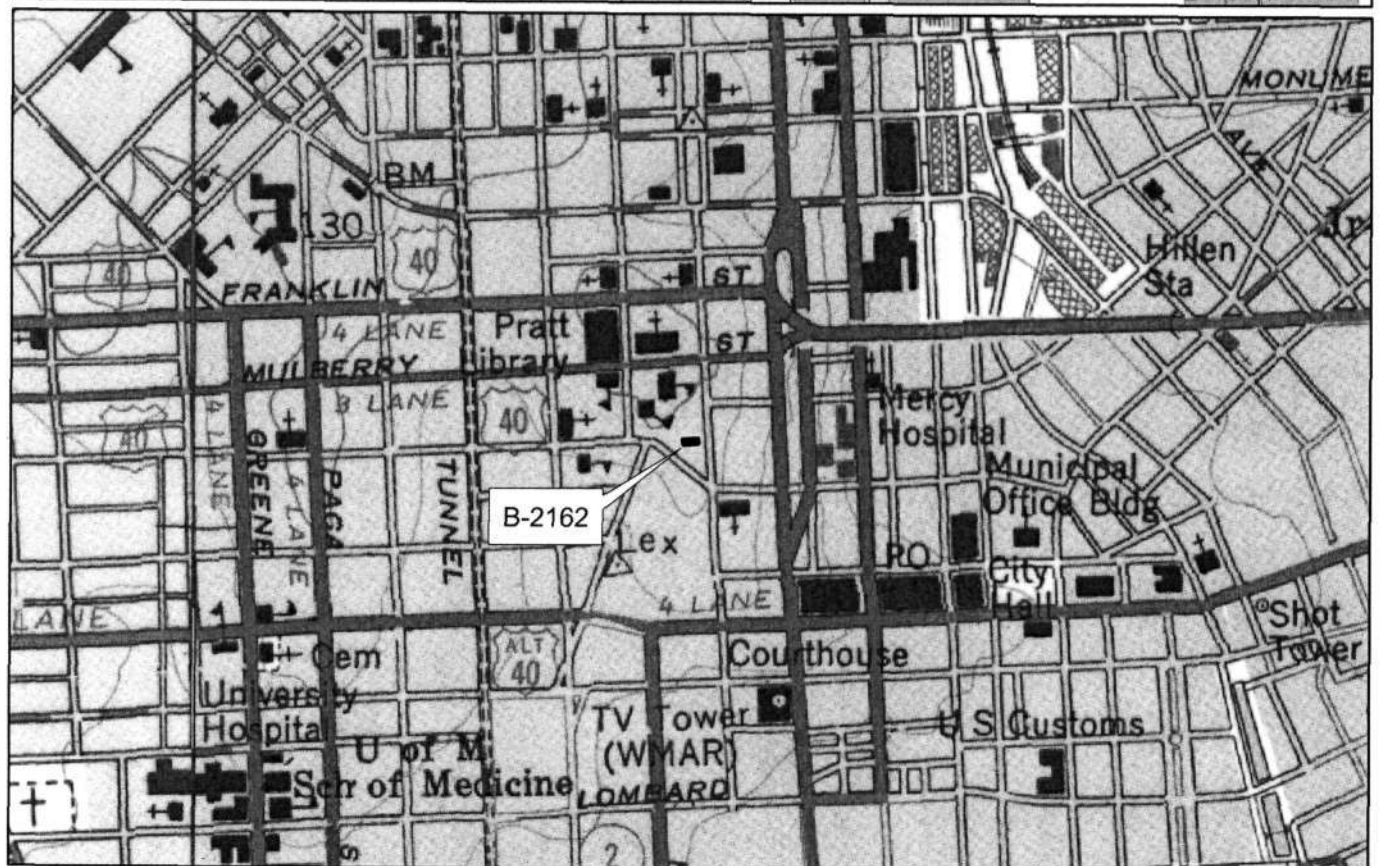 MONUME
AVE
BM
130
40
40
Hillen
Sta
FRANKLIN
ST
4 LANE
Pratt
Library
MULBERRY
ST
3 LANE
40
40
4 LANE
GREENE
4 LANE
PACA
TUNNEL
Mercy
Hospital
Municipal
Office Bldg
B-2162
Lex
PO
City
Hall
4 LANE
LANE
Shot
Tower
Cem
ALT
40
Courthouse
University
Hospital
TV Tower
(WMAR)
U S Customs
U of M
Sch of Medicine
LOMBARD
2
S